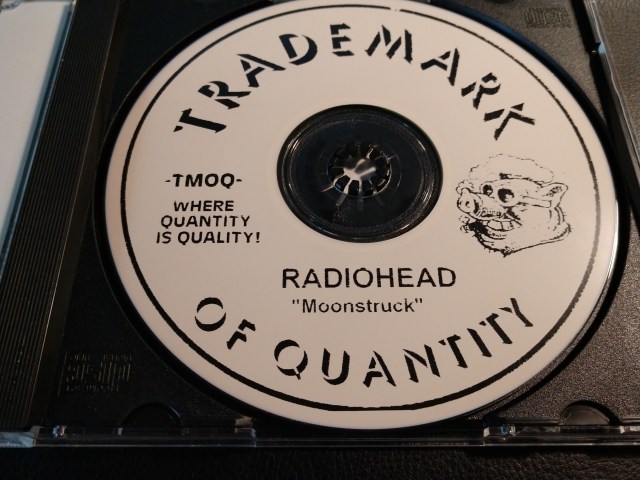 TRADEMARK
-TMOQ-
WHERE
QUANTITY
IS QUALITY!
RADIOHEAD
"Moonstruck"
OF QUANTITY